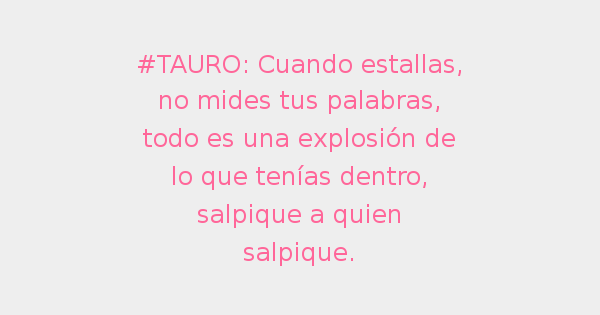 #TAURO: Cuando estallas,
no mides tus palabras,
todo es una explosión de
lo que tenías dentro,
salpique a quien
salpique.